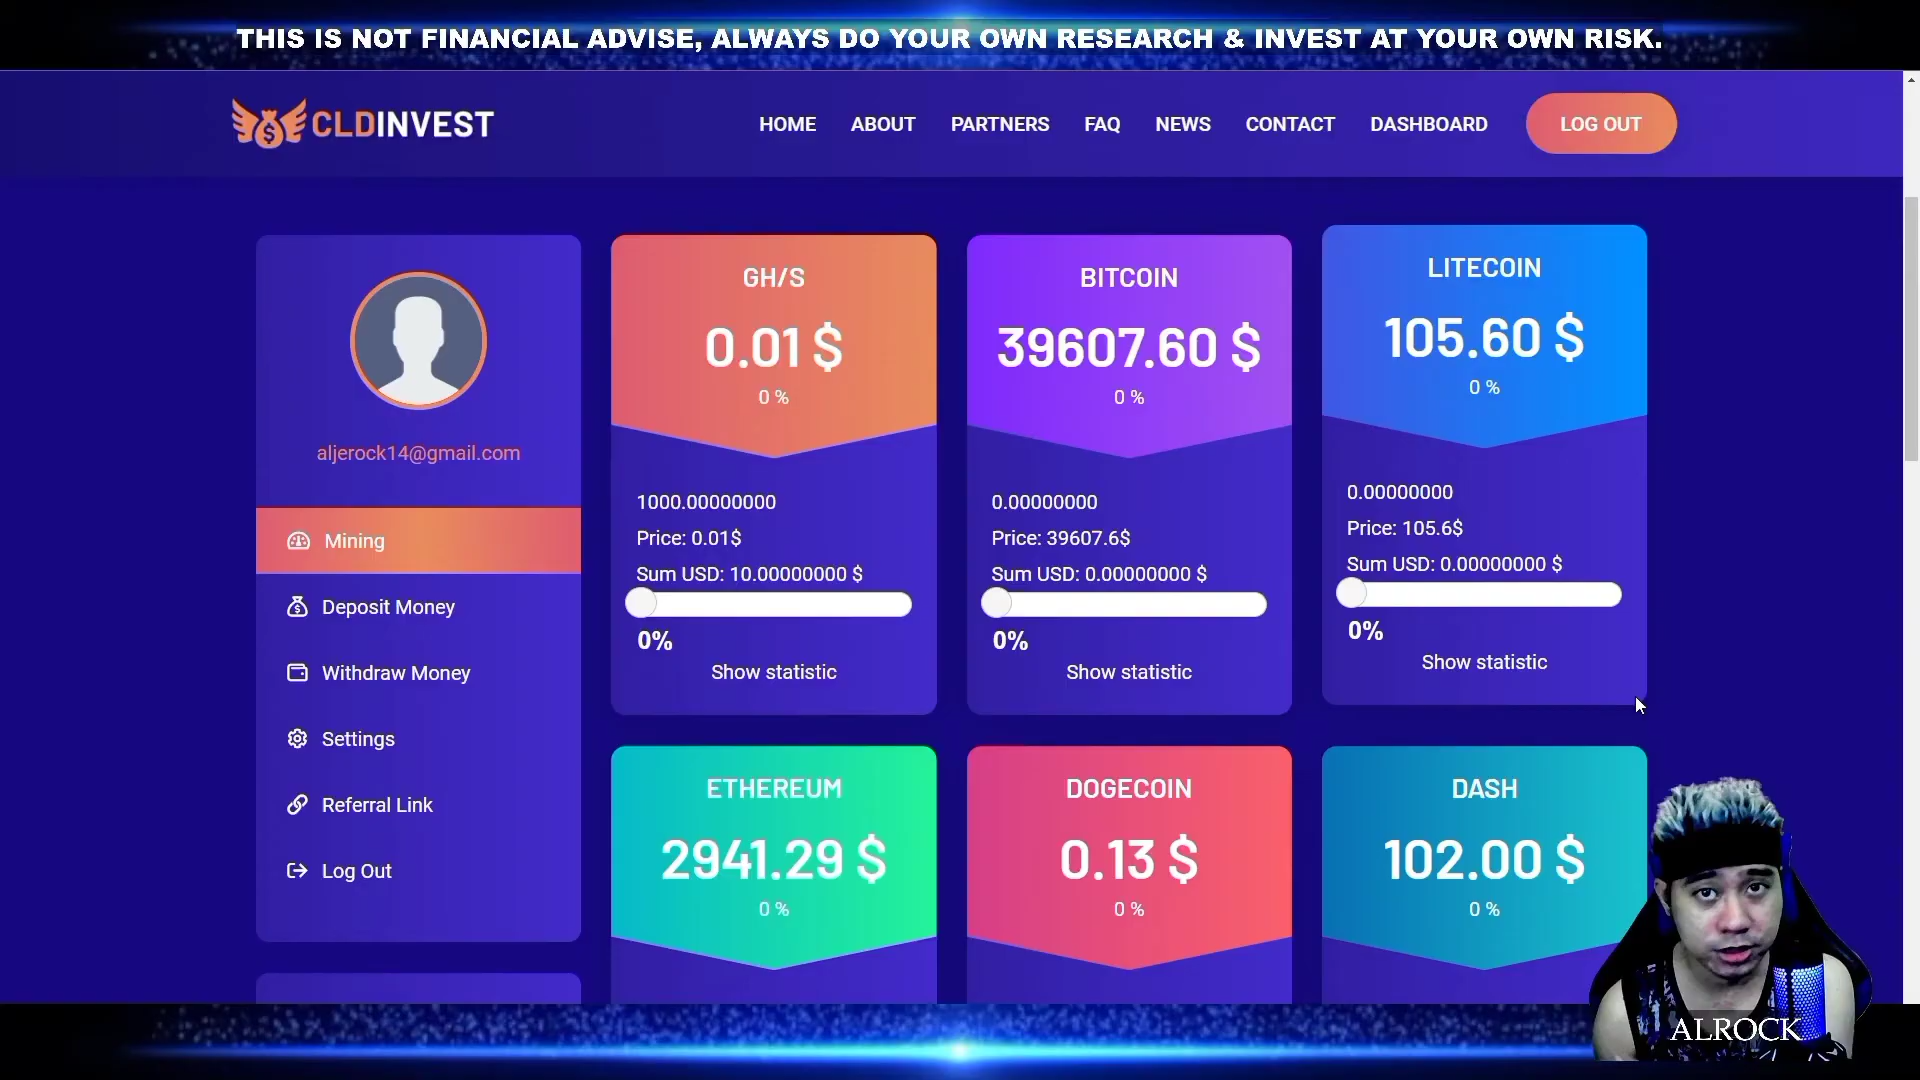 THIS IS NOT FINANCIAL ADVISE, ALWAYS DO YOUR OWN RESEARCH & INVEST AT YOUR OWN RISK.
CLDINVEST
HOME ABOUT PARTNERS FAQ NEWS CONTACT DASHBOARD LOG OUT
aljerock14@gmail.com
Mining
Deposit Money
Withdraw Money
Settings
Referral Link
Log Out
GH/S
0.01 $
0 %
1000.00000000
Price: 0.01$
Sum USD: 10.00000000 $
0%
Show statistic
BITCOIN
39607.60 $
0 %
0.00000000
Price: 39607.6$
Sum USD: 0.00000000 $
0%
Show statistic
LITECOIN
105.60 $
0 %
0.00000000
Price: 105.6$
Sum USD: 0.00000000 $
0%
Show statistic
ETHEREUM
2941.29 $
0 %
DOGECOIN
0.13 $
0 %
DASH
102.00 $
0 %
ALROCK